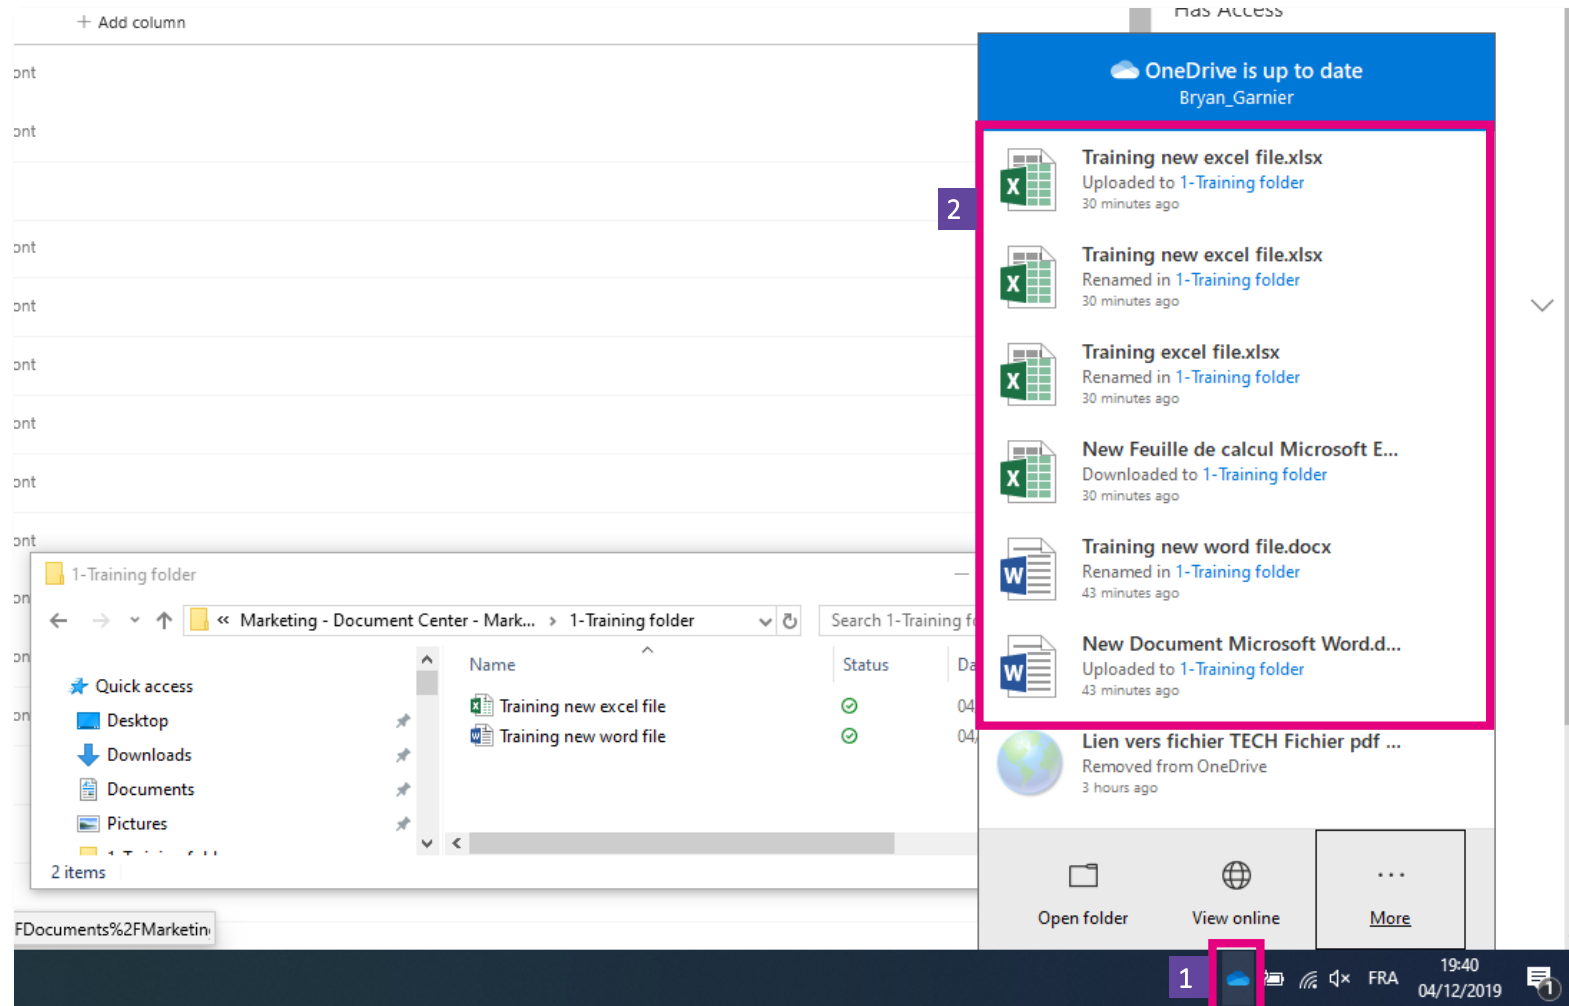 + Add column
Has Access
ont
ont
ont
ont
ont
ont
ont
ont
OneDrive is up to date
Bryan_Garnier
2
Training new excel file.xlsx
Uploaded to 1-Training folder
30 minutes ago
Training new excel file.xlsx
Renamed in 1-Training folder
30 minutes ago
Training excel file.xlsx
Renamed in 1-Training folder
30 minutes ago
New Feuille de calcul Microsoft E...
Downloaded to 1-Training folder
30 minutes ago
Training new word file.docx
Renamed in 1-Training folder
43 minutes ago
New Document Microsoft Word.d...
Uploaded to 1-Training folder
43 minutes ago
Lien vers fichier TECH Fichier pdf ...
Removed from OneDrive
3 hours ago
Open folder
View online
More
1-Training folder
on
« Marketing - Document Center - Mark... > 1-Training folder
Search 1-Training fo
on
on
Name
Status
Da
Quick access
Desktop
Downloads
Documents
Pictures
Training new excel file
04
Training new word file
04/
2 items
FDocuments%2FMarketin
1
FRA
19:40
04/12/2019
1